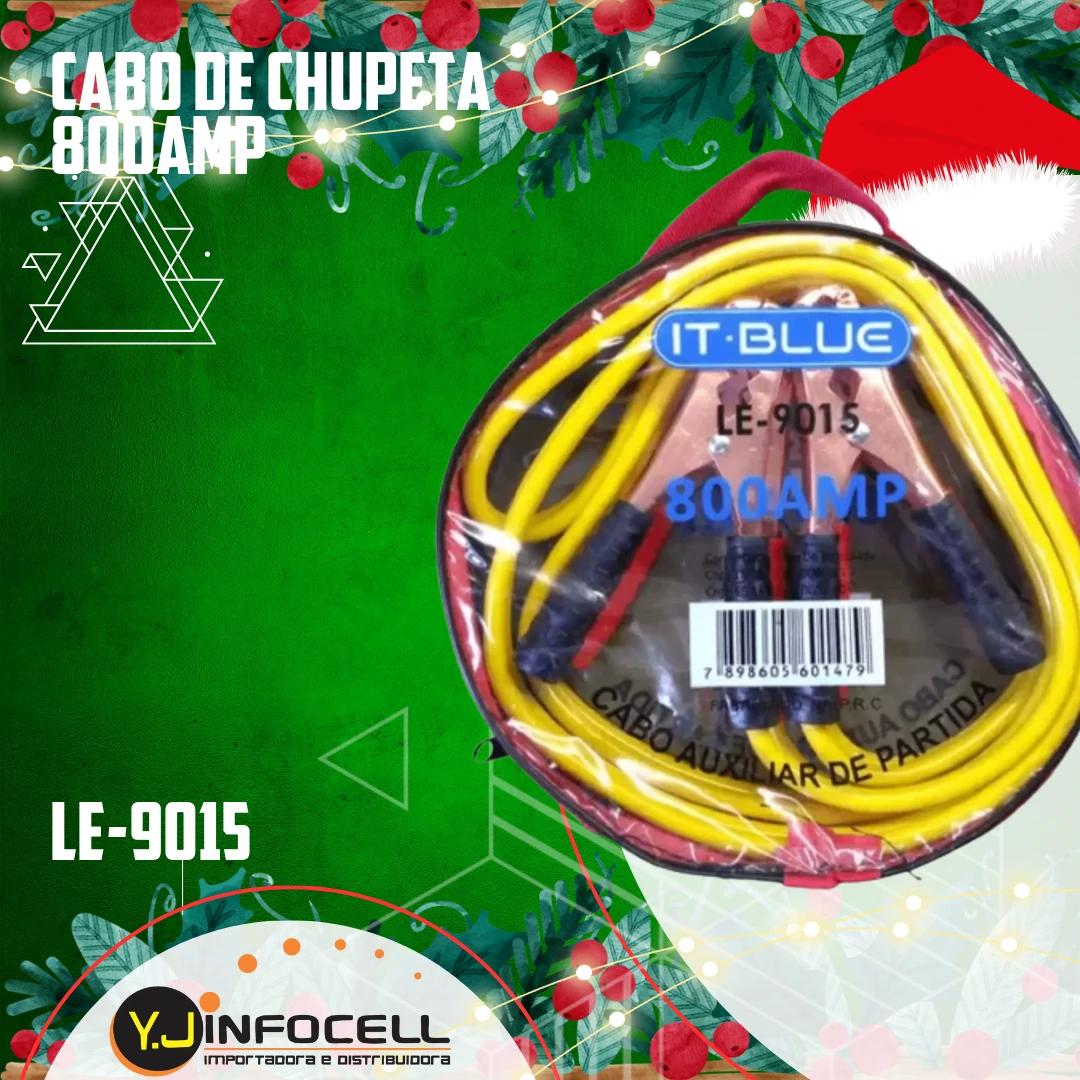 CABO DE CHUPETA
800AMP
IT-BLUE
LE-9015
800AMP
7 898605 601479
CABO AUXILIAR DE PARTIDA
LE-9015
Y.J INFOCELL
IMPORTADORA E DISTRIBUIDORA